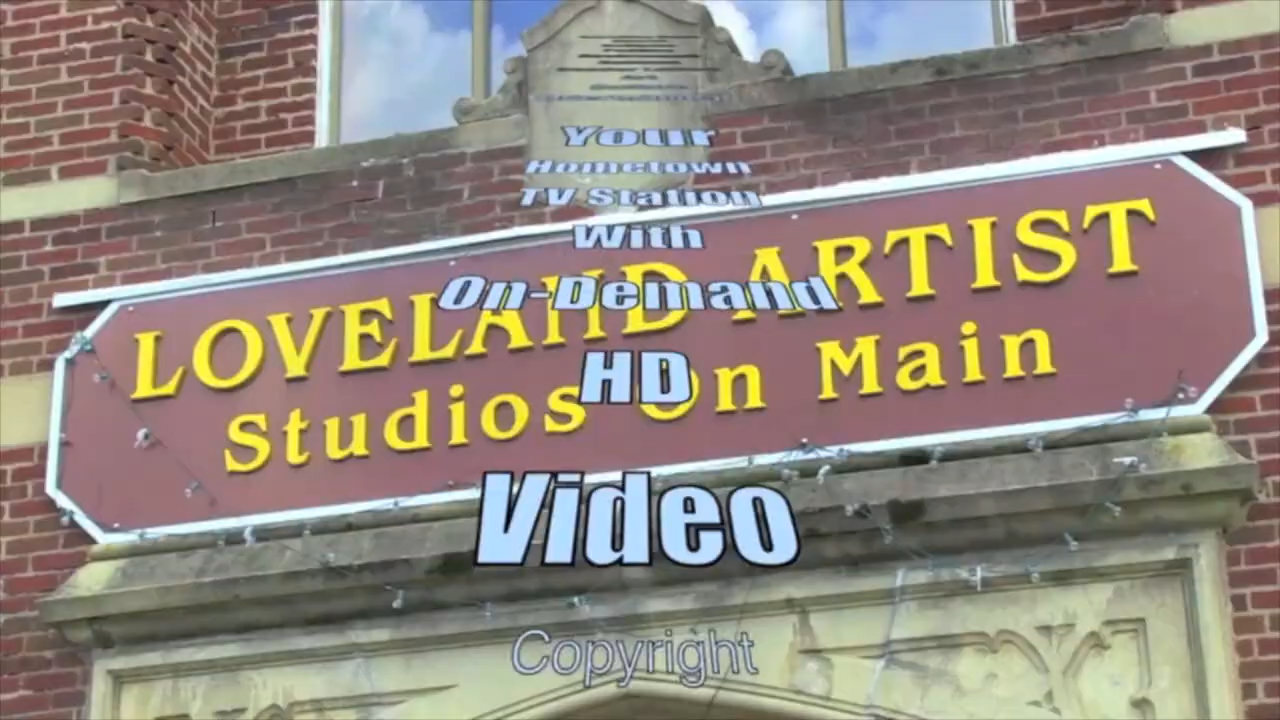 Your
Hometown
TV Station
With
On-Demand
HD
Video
Copyright
LOVELAND ARTIST
Studios On Main